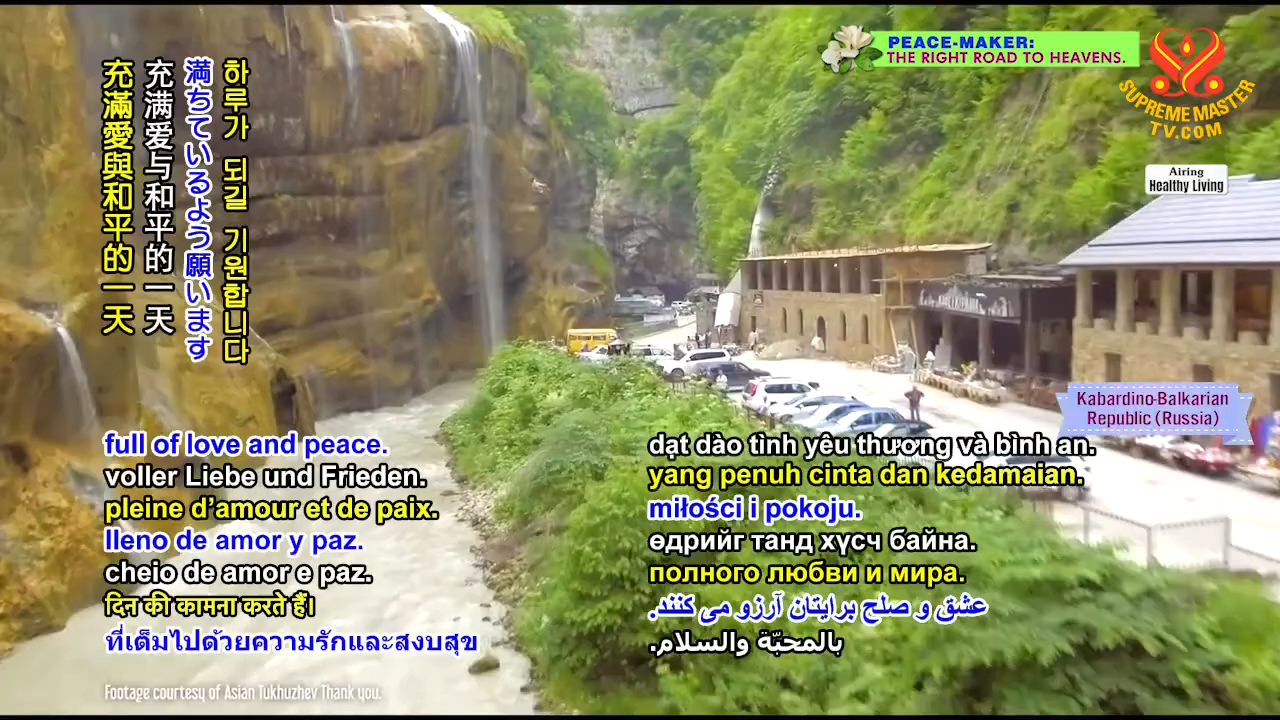 PEACE-MAKER:
THE RIGHT ROAD TO HEAVENS.
SUPREME MASTER
TV.COM
Airing
Healthy Living
充滿愛與和平的一天
充满爱与和平的一天
満ちているよう願います
하루가 되길 기원합니다
Kabardino-Balkarian
Republic (Russia)
full of love and peace.
voller Liebe und Frieden.
pleine d'amour et de paix.
lleno de amor y paz.
cheio de amor e paz.
दिन की कामना करते हैं।
ที่เต็มไปด้วยความรักและสงบสุข
dạt dào tình yêu thương và bình an.
yang penuh cinta dan kedamaian.
miłości i pokoju.
өдрийг танд хүсч байна.
полного любви и мира.
عشق و صلح برایتان آرزو می کنند.
بالمحبّة والسلام.
Footage courtesy of Asian Tukhuzhev Thank you.